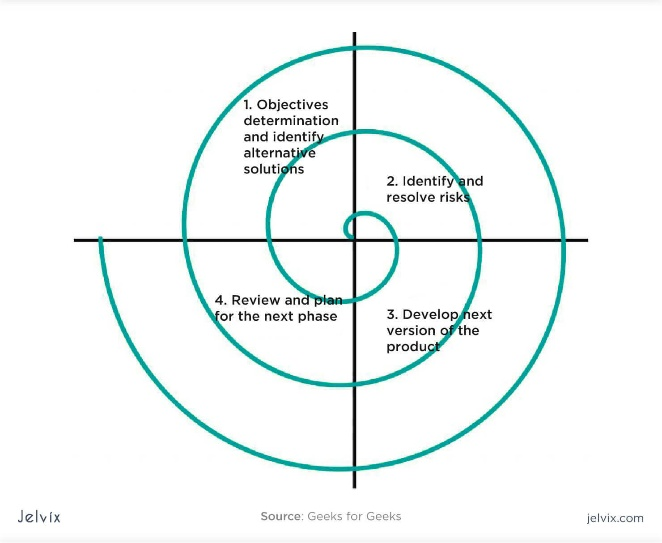 1. Objectives
determination
and identify
alternative
solutions
2. Identify and
resolve risks
4. Review and plan
for the next phase
3. Develop next
version of the
product
Jelvix
Source: Geeks for Geeks
jelvix.com